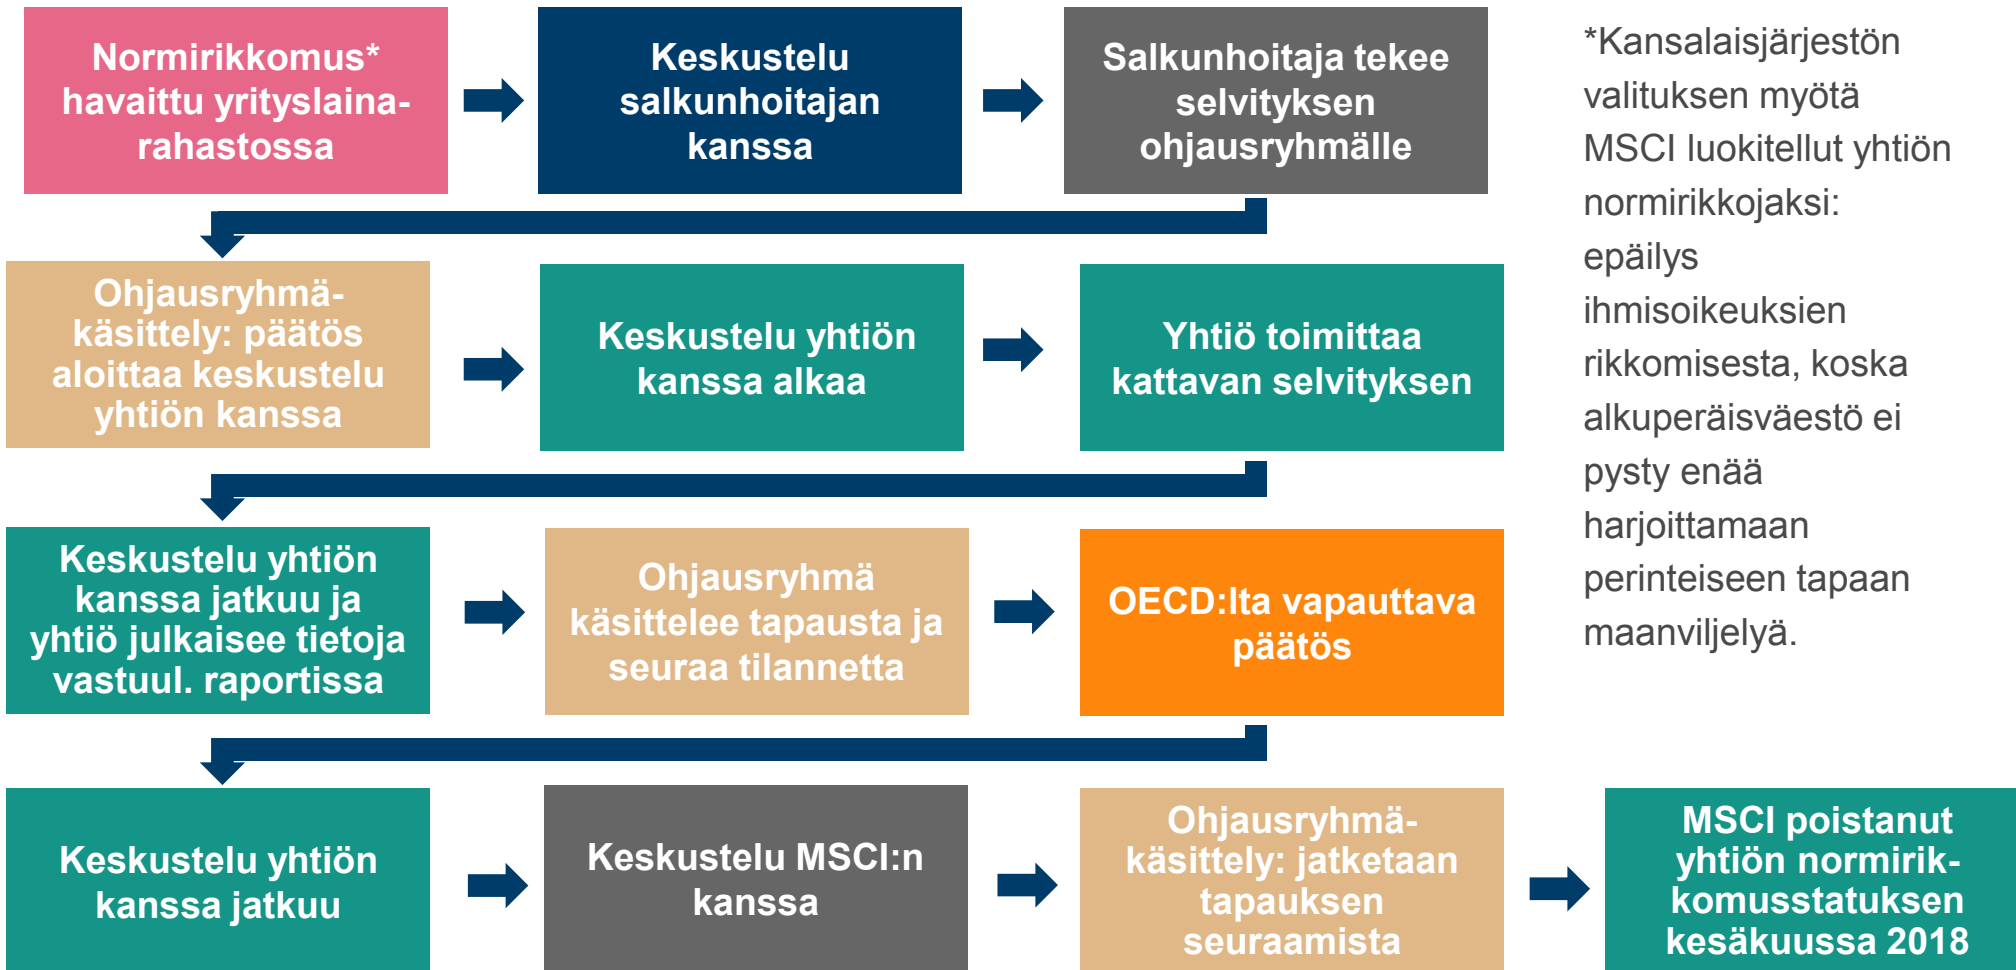 Normirikkomus*
havaittu yrityslaina-
rahastossa
Keskustelu
salkunhoitajan
kanssa
Salkunhoitaja tekee
selvityksen
ohjausryhmälle
Ohjausryhmä-
käsittely: päätös
aloittaa keskustelu
yhtiön kanssa
Keskustelu yhtiön
kanssa alkaa
Yhtiö toimittaa
kattavan selvityksen
Keskustelu yhtiön
kanssa jatkuu ja
yhtiö julkaisee tietoja
vastuul. raportissa
Ohjausryhmä
käsittelee tapausta ja
seuraa tilannetta
OECD:lta vapauttava
päätös
Keskustelu yhtiön
kanssa jatkuu
Keskustelu MSCI:n
kanssa
Ohjausryhmä-
käsittely: jatketaan
tapauksen
seuraamista
MSCI poistanut
yhtiön normirik-
komusstatuksen
kesäkuussa 2018
*Kansalaisjärjestön
valituksen myötä
MSCI luokitellut yhtiön
normirikkojaksi:
epäilys
ihmisoikeuksien
rikkomisesta, koska
alkuperäisväestö ei
pysty enää
harjoittamaan
perinteiseen tapaan
maanviljelyä.